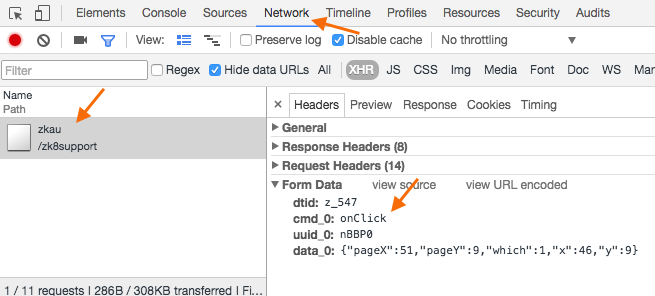 Elements Console Sources Network Timeline Profiles Resources Security Audits
View: Preserve log Disable cache No throttling
Filter Regex Hide data URLs All XHR JS CSS Img Media Font Doc WS Manifest
Name
Path
Headers Preview Response Cookies Timing
zkau
/zk8support
General
Response Headers (8)
Request Headers (14)
Form Data view source view URL encoded
dtid: z_547
cmd_0: onClick
uuid_0: nBBP0
data_0: {"pageX":51,"pageY":9,"which":1,"x":46,"y":9}
1 / 11 requests | 286B / 308KB transferred | Fi...